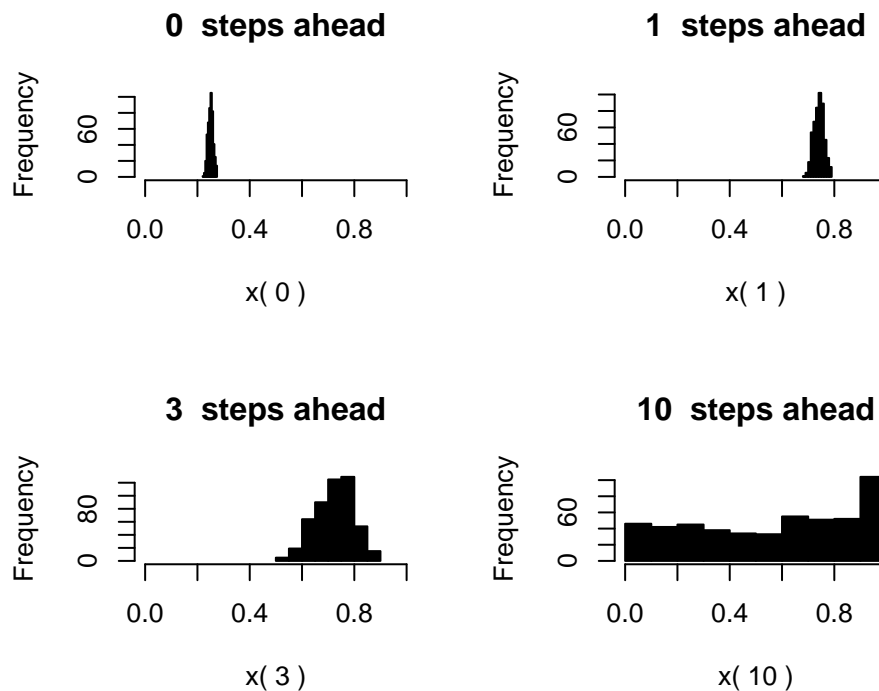 0 steps ahead
Frequency
0 60
0.0 0.4 0.8
x( 0 )
1 steps ahead
Frequency
0 60
0.0 0.4 0.8
x( 1 )
3 steps ahead
Frequency
0 80
0.0 0.4 0.8
x( 3 )
10 steps ahead
Frequency
0 60
0.0 0.4 0.8
x( 10 )